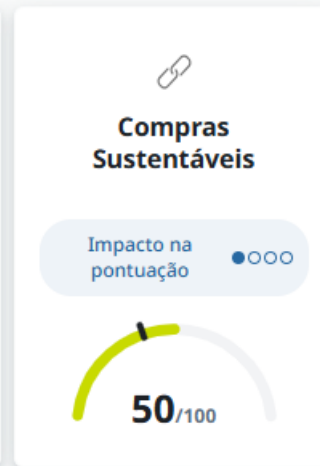 Compras
Sustentáveis
Impacto na
pontuação
50/100